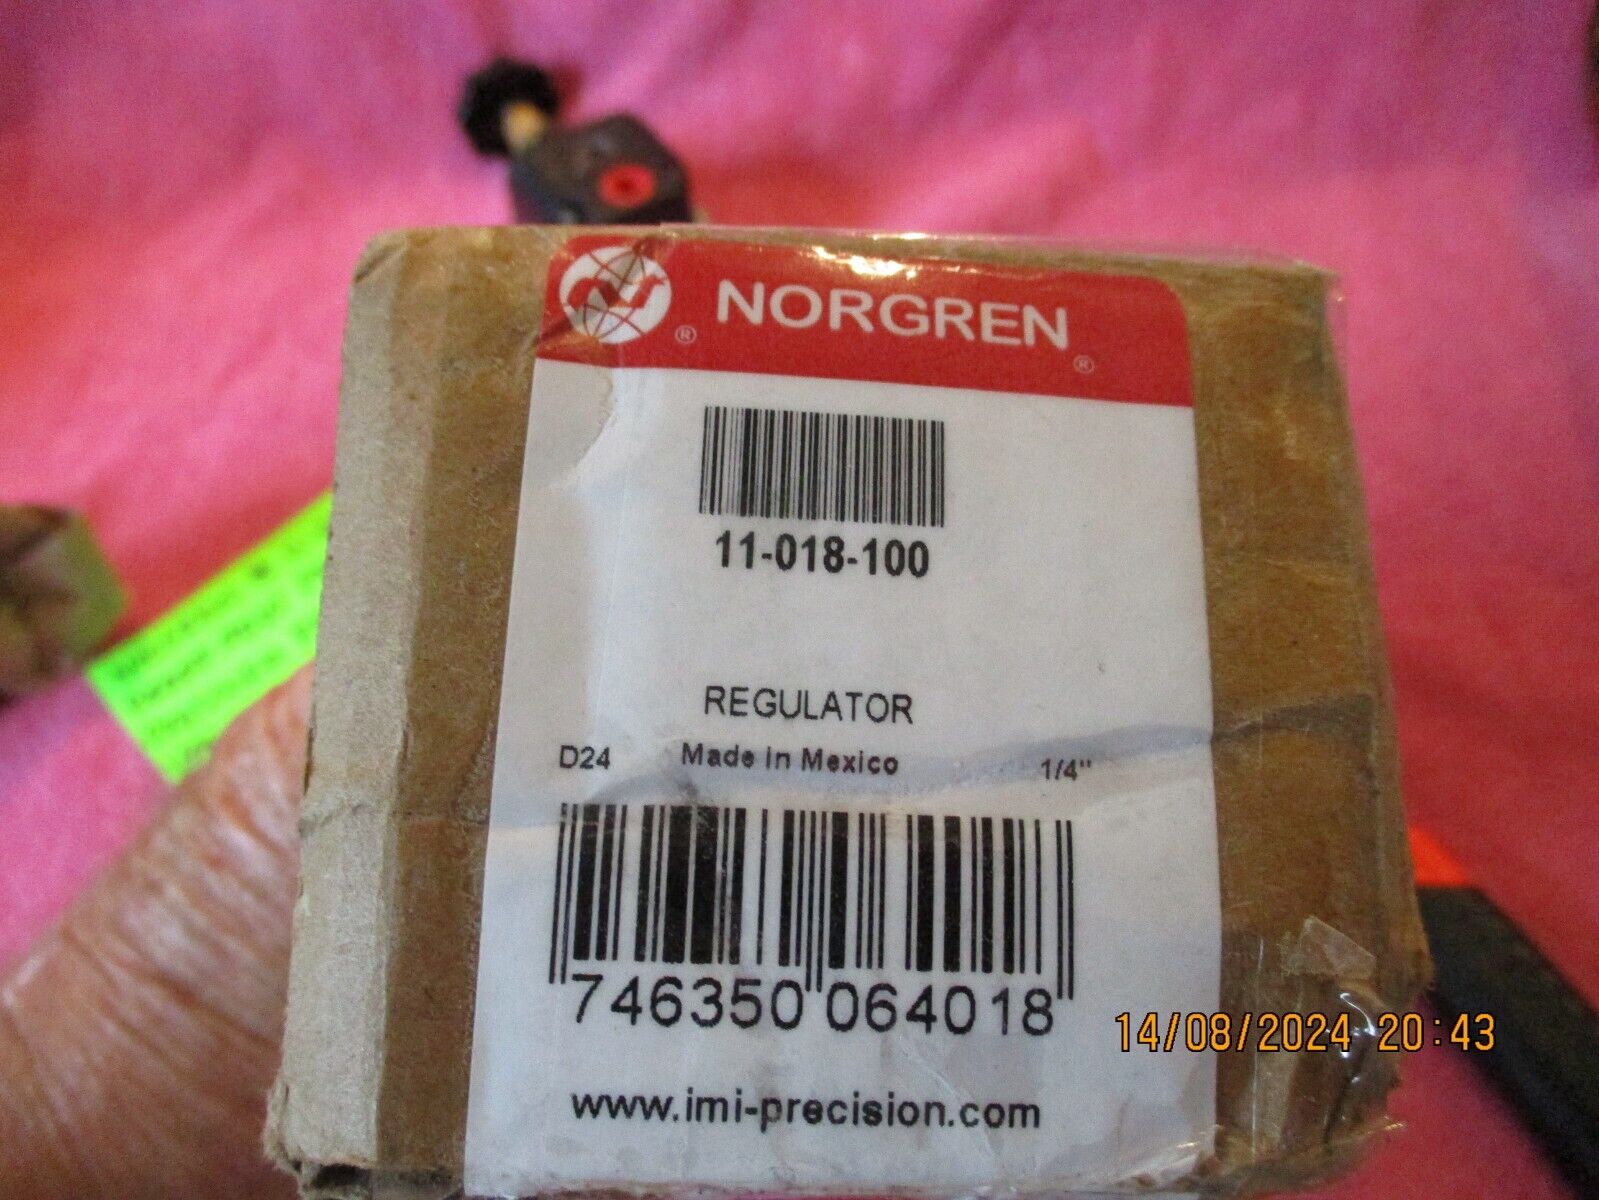 ® NORGREN ®
11-018-100
REGULATOR
D24 Made in Mexico 1/4"
746350 064018
www.imi-precision.com
14/08/2024 20:43